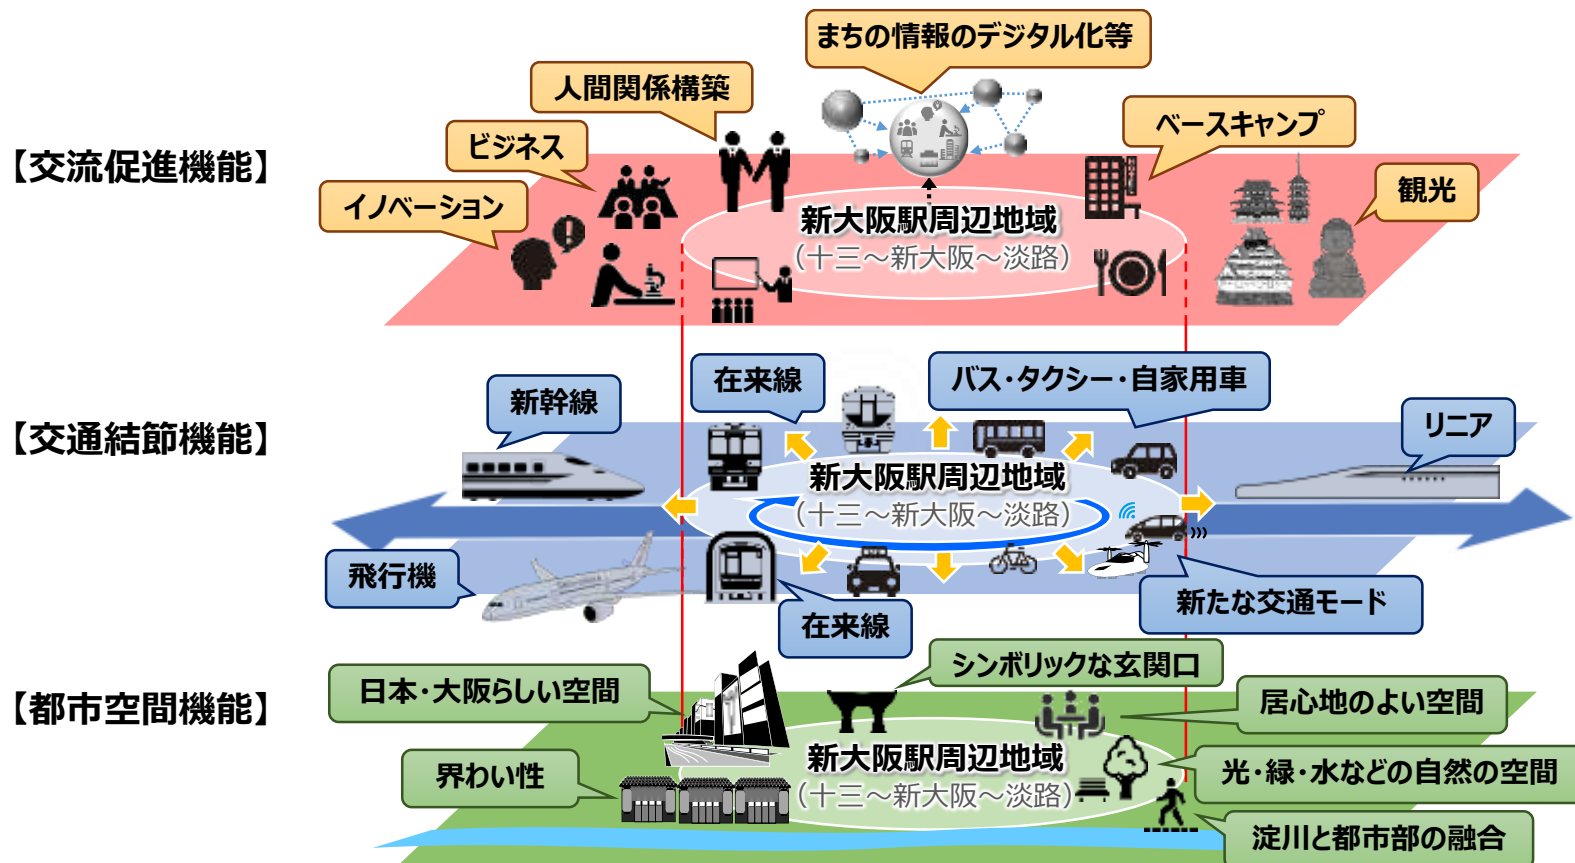 まちの情報のデジタル化等
人間関係構築
ビジネス
ベースキャンプ
【交流促進機能】
イノベーション
観光
新大阪駅周辺地域
（十三～新大阪～淡路）
在来線
バス・タクシー・自家用車
新幹線
リニア
【交通結節機能】
新大阪駅周辺地域
（十三～新大阪～淡路）
飛行機
新たな交通モード
在来線
シンボリックな玄関口
日本・大阪らしい空間
居心地のよい空間
【都市空間機能】
新大阪駅周辺地域
（十三～新大阪～淡路）
界わい性
光・緑・水などの自然の空間
淀川と都市部の融合